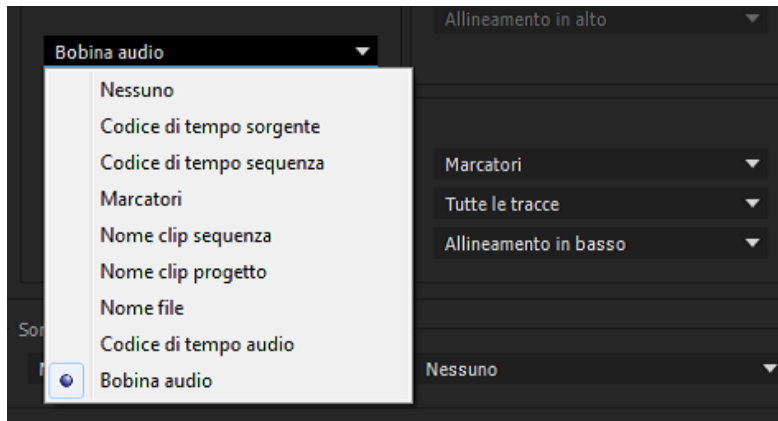 Allineamento in alto
Bobina audio
Nessuno
Codice di tempo sorgente
Codice di tempo sequenza
Marcatori
Nome clip sequenza
Nome clip progetto
Nome file
Codice di tempo audio
Bobina audio
Marcatori
Tutte le tracce
Allineamento in basso
Nessuno